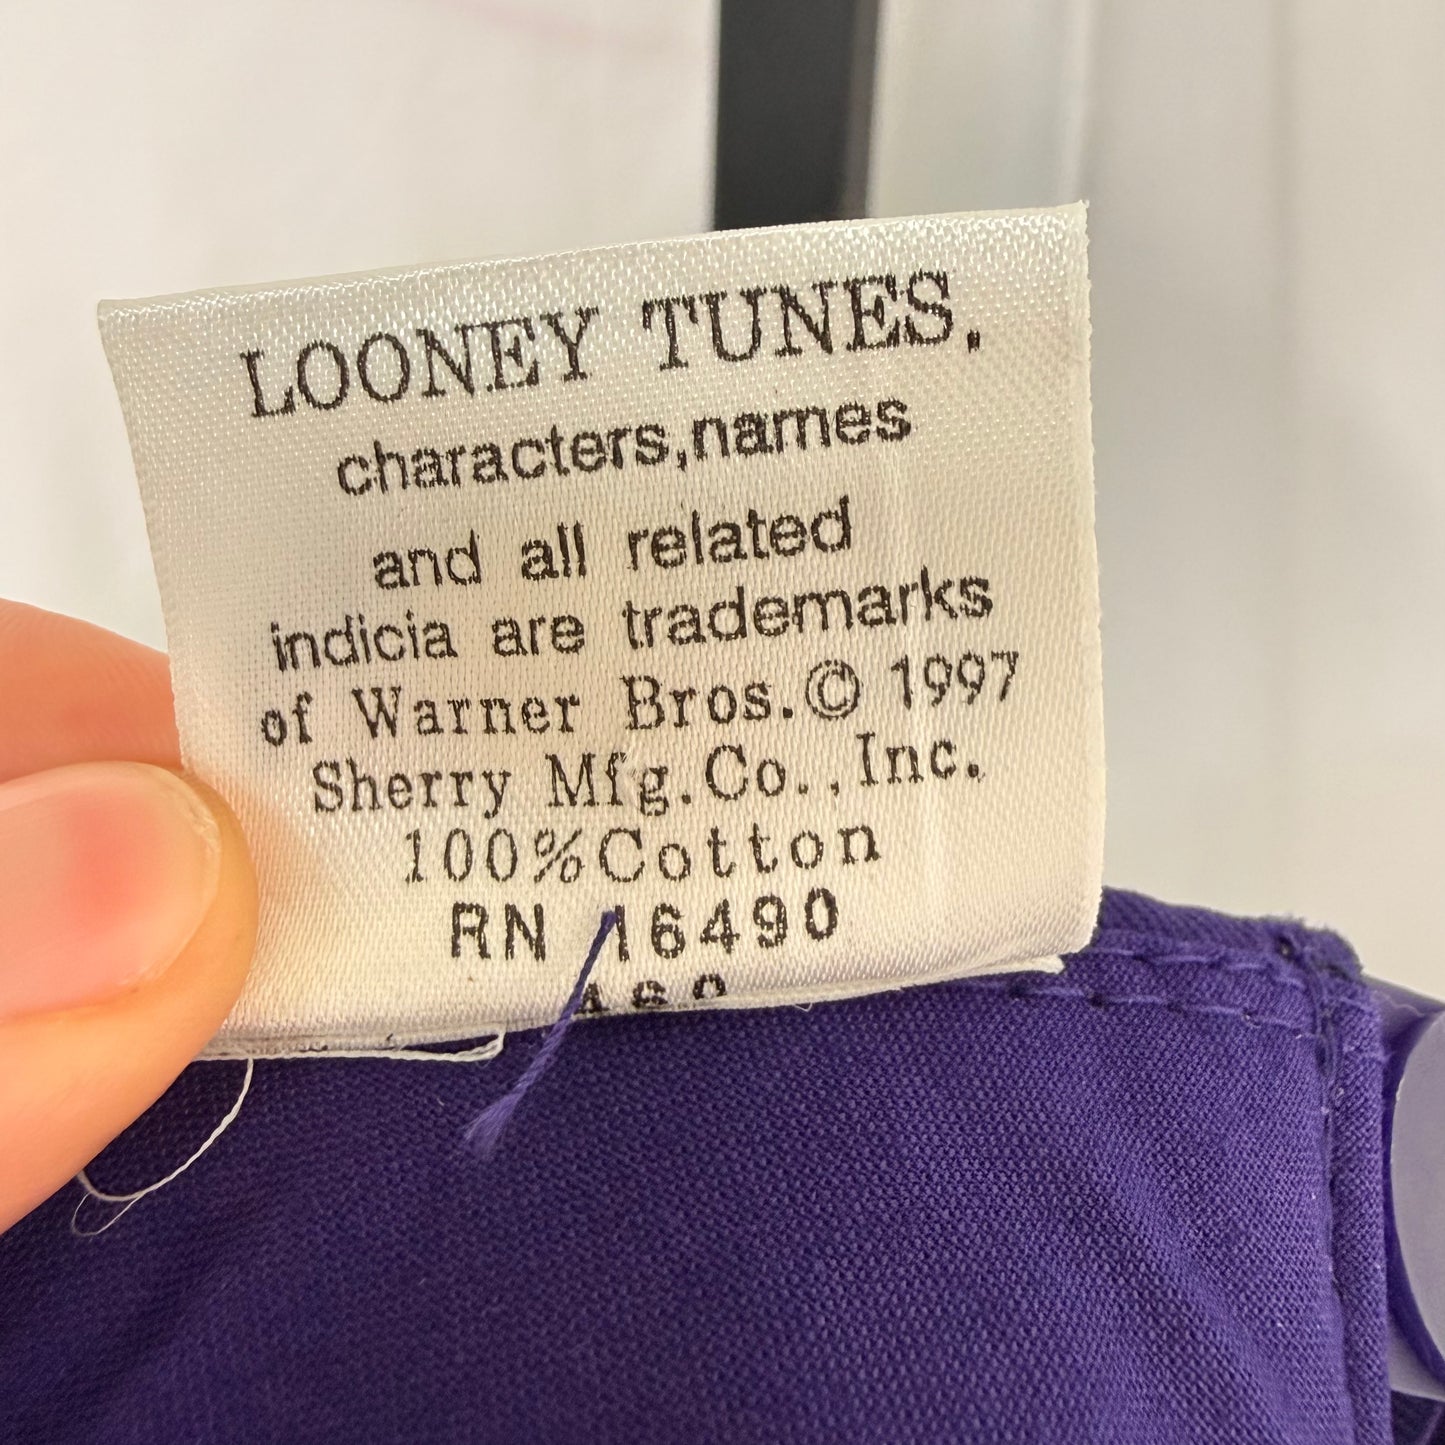 LOONEY TUNES,
characters,names
and all related
indicia are trademarks
of Warner Bros.© 1997
Sherry Mfg.Co.,Inc.
100%Cotton
RN 16490